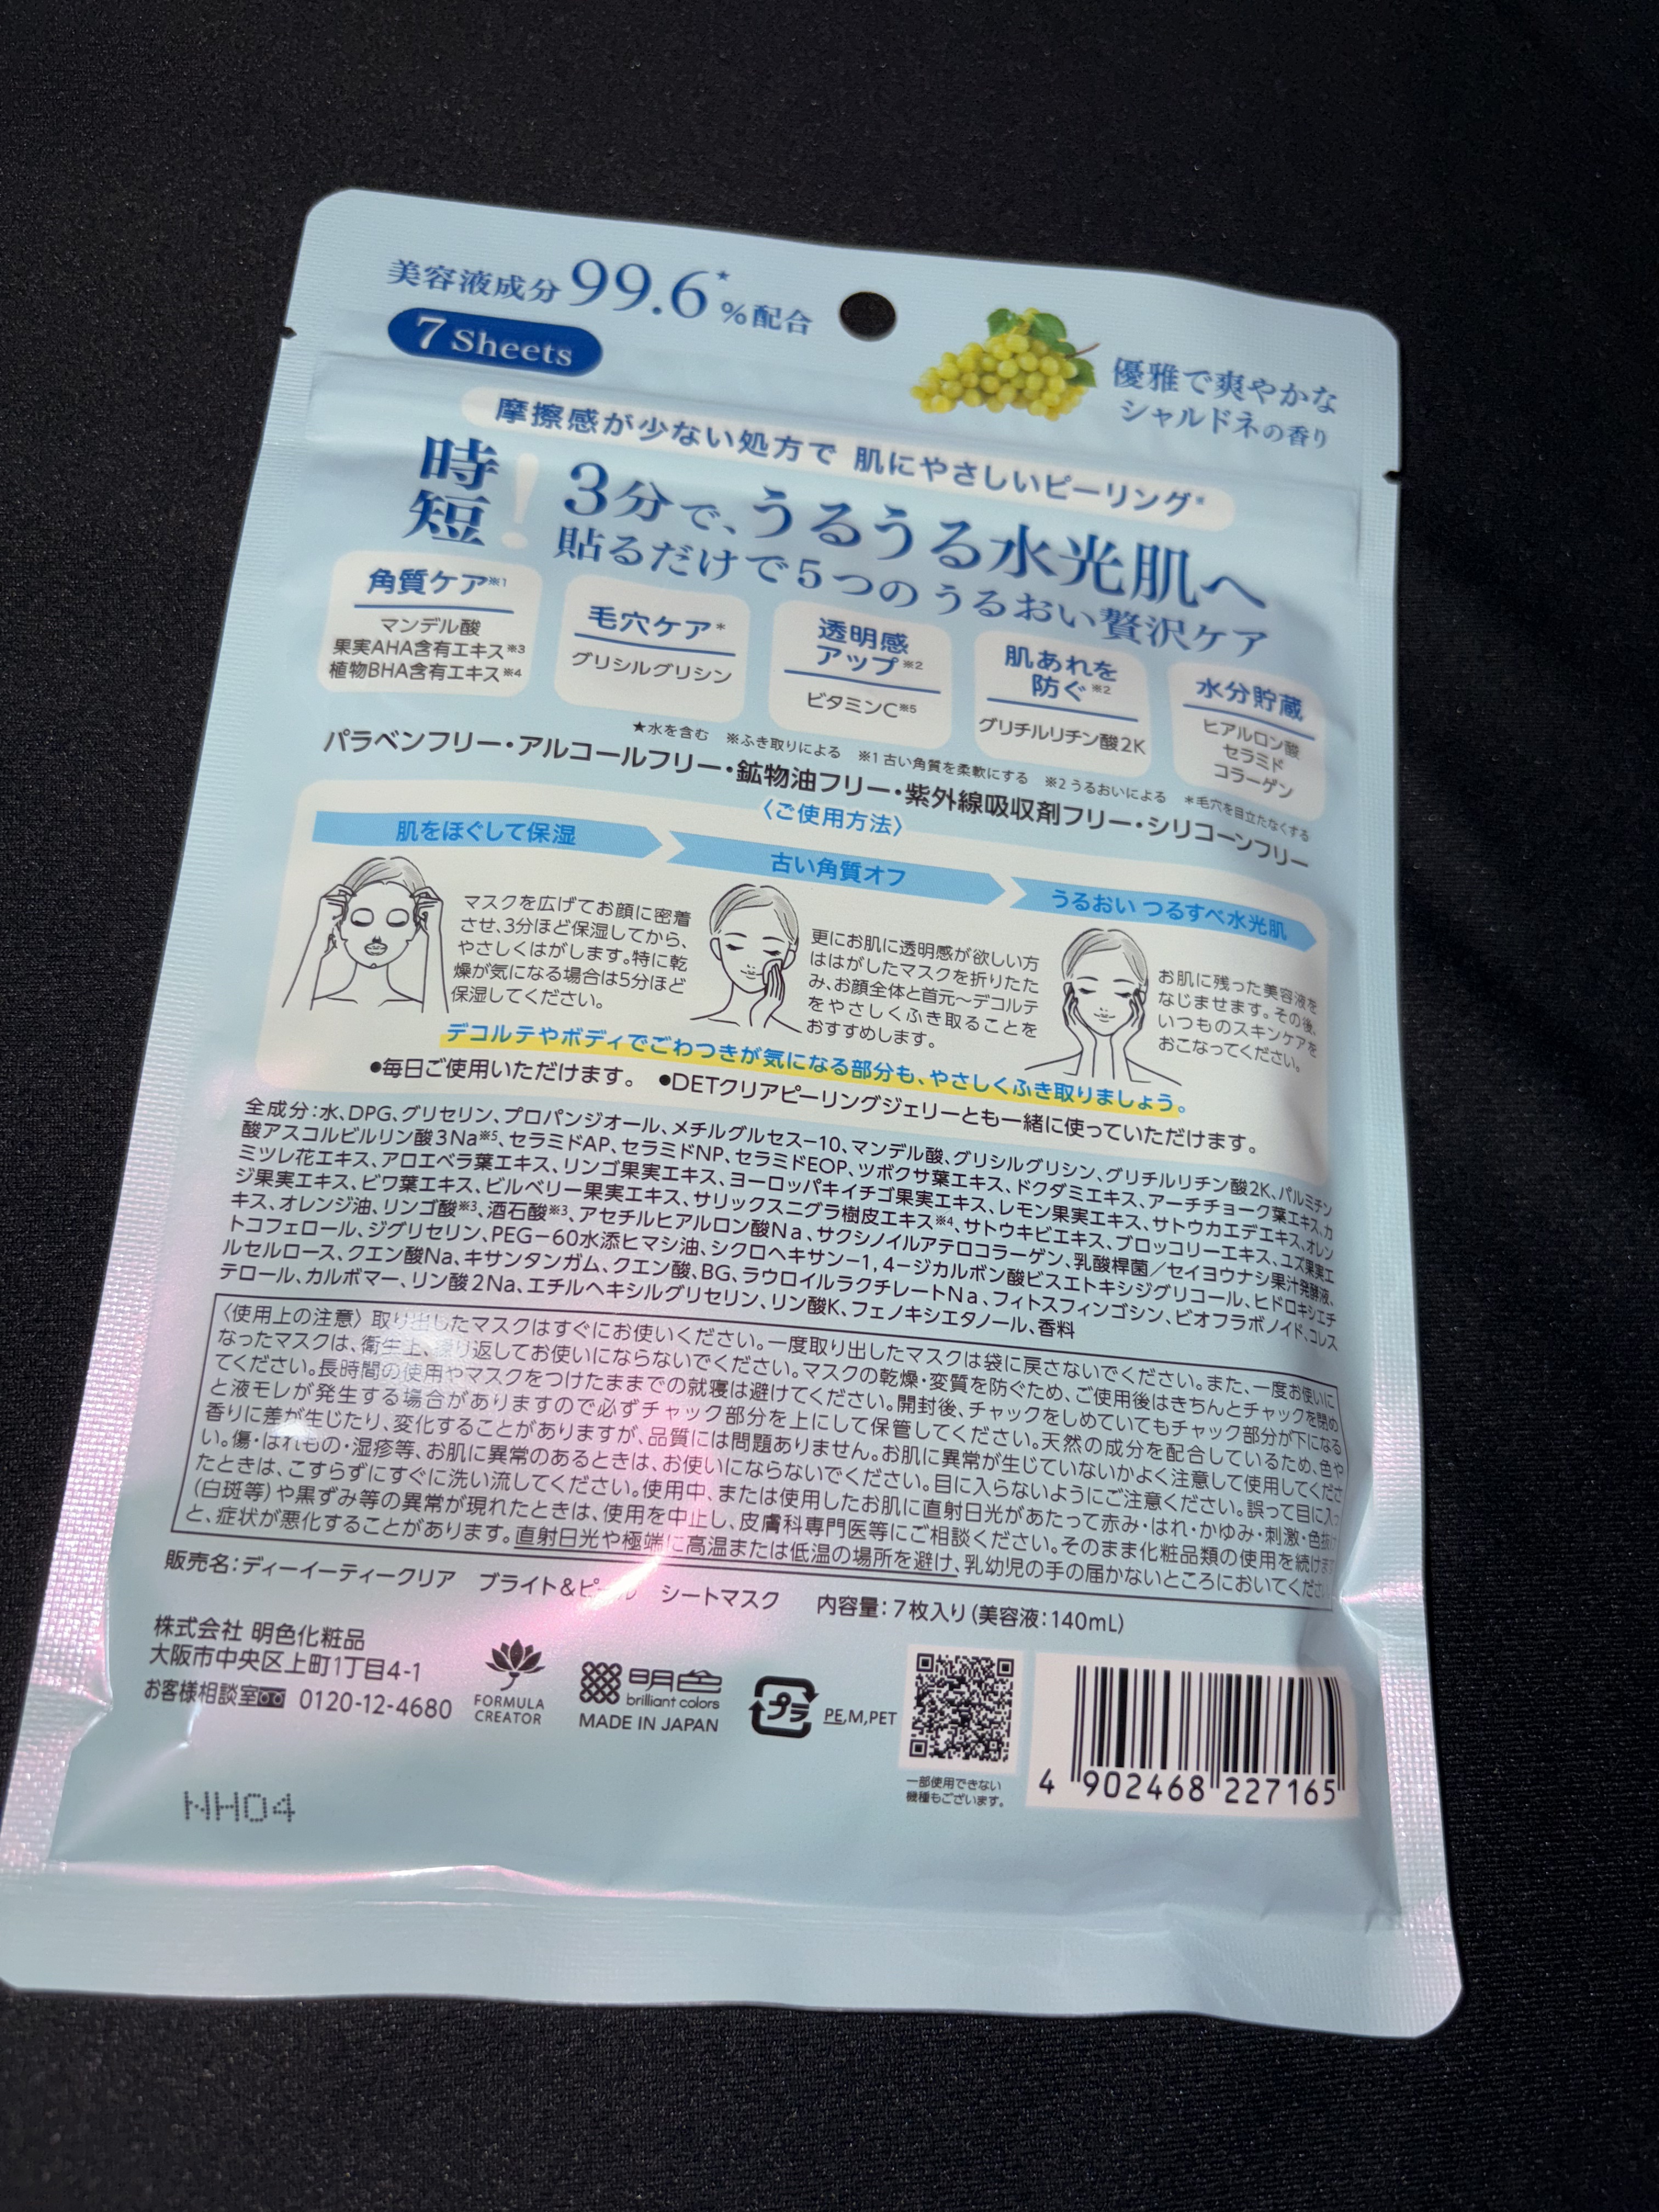 美容液成分99.6★%配合
7 Sheets
優雅で爽やかな
シャルドネの香り
摩擦感が少ない処方で 肌にやさしいピーリング※
時短！
3分で、うるうる水光肌へ
貼るだけで5つのうるおい贅沢ケア
角質ケア※1
マンデル酸
果実AHA含有エキス※3
植物BHA含有エキス※4
毛穴ケア*
グリシルグリシン
透明感
アップ※2
ビタミンC※5
肌あれを
防ぐ※2
グリチルリチン酸2K
水分貯蔵
ヒアルロン酸
セラミド
コラーゲン
★水を含む ※ふき取りによる ※1 古い角質を柔軟にする ※2 うるおいによる *毛穴を目立たなくする
パラベンフリー・アルコールフリー・鉱物油フリー・紫外線吸収剤フリー・シリコーンフリー
〈ご使用方法〉
肌をほぐして保湿
マスクを広げてお顔に密着
させ、3分ほど保湿してから、
やさしくはがします。特に乾
燥が気になる場合は5分ほど
保湿してください。
古い角質オフ
更にお肌に透明感が欲しい方
ははがしたマスクを折りたた
み、お顔全体と首元～デコルテ
をやさしくふき取ることを
おすすめします。
うるおい つるすべ水光肌
お肌に残った美容液を
なじませます。その後、
いつものスキンケアを
おこなってください。
デコルテやボディでごわつきが気になる部分も、やさしくふき取りましょう。
●毎日ご使用いただけます。 ●DETクリアピーリングジェリーとも一緒に使っていただけます。
全成分：水、DPG、グリセリン、プロパンジオール、メチルグルセス-10、マンデル酸、グリシルグリシン、グリチルリチン酸2K、パルミチン
酸アスコルビルリン酸3Na※5、セラミドAP、セラミドNP、セラミドEOP、ツボクサ葉エキス、ドクダミエキス、アーチチョーク葉エキス、カ
ミツレ花エキス、アロエベラ葉エキス、リンゴ果実エキス、ヨーロッパキイチゴ果実エキス、レモン果実エキス、サトウカエデエキス、オレン
ジ果実エキス、ビワ葉エキス、ビルベリー果実エキス、サリックスニグラ樹皮エキス※4、サトウキビエキス、ブロッコリーエキス、ユズ果実エ
キス、オレンジ油、リンゴ酸※3、酒石酸※3、アセチルヒアルロン酸Na、サクシノイルアテロコラーゲン、乳酸桿菌／セイヨウナシ果汁発酵液、
トコフェロール、ジグリセリン、PEG-60水添ヒマシ油、シクロヘキサン-1,4-ジカルボン酸ビスエトキシジグリコール、ヒドロキシエチ
ルセルロース、クエン酸Na、キサンタンガム、クエン酸、BG、ラウロイルラクチレートNa、フィトスフィンゴシン、ビオフラボノイド、コレス
テロール、カルボマー、リン酸2Na、エチルヘキシルグリセリン、リン酸K、フェノキシエタノール、香料
〈使用上の注意〉取り出したマスクはすぐにお使いください。一度取り出したマスクは袋に戻さないでください。また、一度お使いに
なったマスクは、衛生上、繰り返してお使いにならないでください。マスクの乾燥・変質を防ぐため、ご使用後はきちんとチャックを閉め
てください。長時間の使用やマスクをつけたままでの就寝は避けてください。開封後、チャックをしめていてもチャック部分が下になる
と液モレが発生する場合がありますので必ずチャック部分を上にして保管してください。天然の成分を配合しているため、色や
香りに差が生じたり、変化することがありますが、品質には問題ありません。お肌に異常が生じていないかよく注意して使用してくださ
い。傷・はれもの・湿疹等、お肌に異常のあるときは、お使いにならないでください。目に入らないようにご注意ください。誤って目に入っ
たときは、こすらずにすぐに洗い流してください。使用中、または使用したお肌に直射日光があたって赤み・はれ・かゆみ・刺激・色抜け
(白斑等)や黒ずみ等の異常が現れたときは、使用を中止し、皮膚科専門医等にご相談ください。そのまま化粧品類の使用を続けます
と、症状が悪化することがあります。直射日光や極端に高温または低温の場所を避け、乳幼児の手の届かないところにおいてください。
販売名：ディーイーティークリア ブライト&ピール シートマスク 内容量：7枚入り(美容液：140mL)
株式会社 明色化粧品
大阪市中央区上町1丁目4-1
お客様相談室 0120-12-4680
FORMULA
CREATOR
明色
brilliant colors
MADE IN JAPAN
プラ
PE,M,PET
一部使用できない
機種もございます。
4 902468 227165
NH04